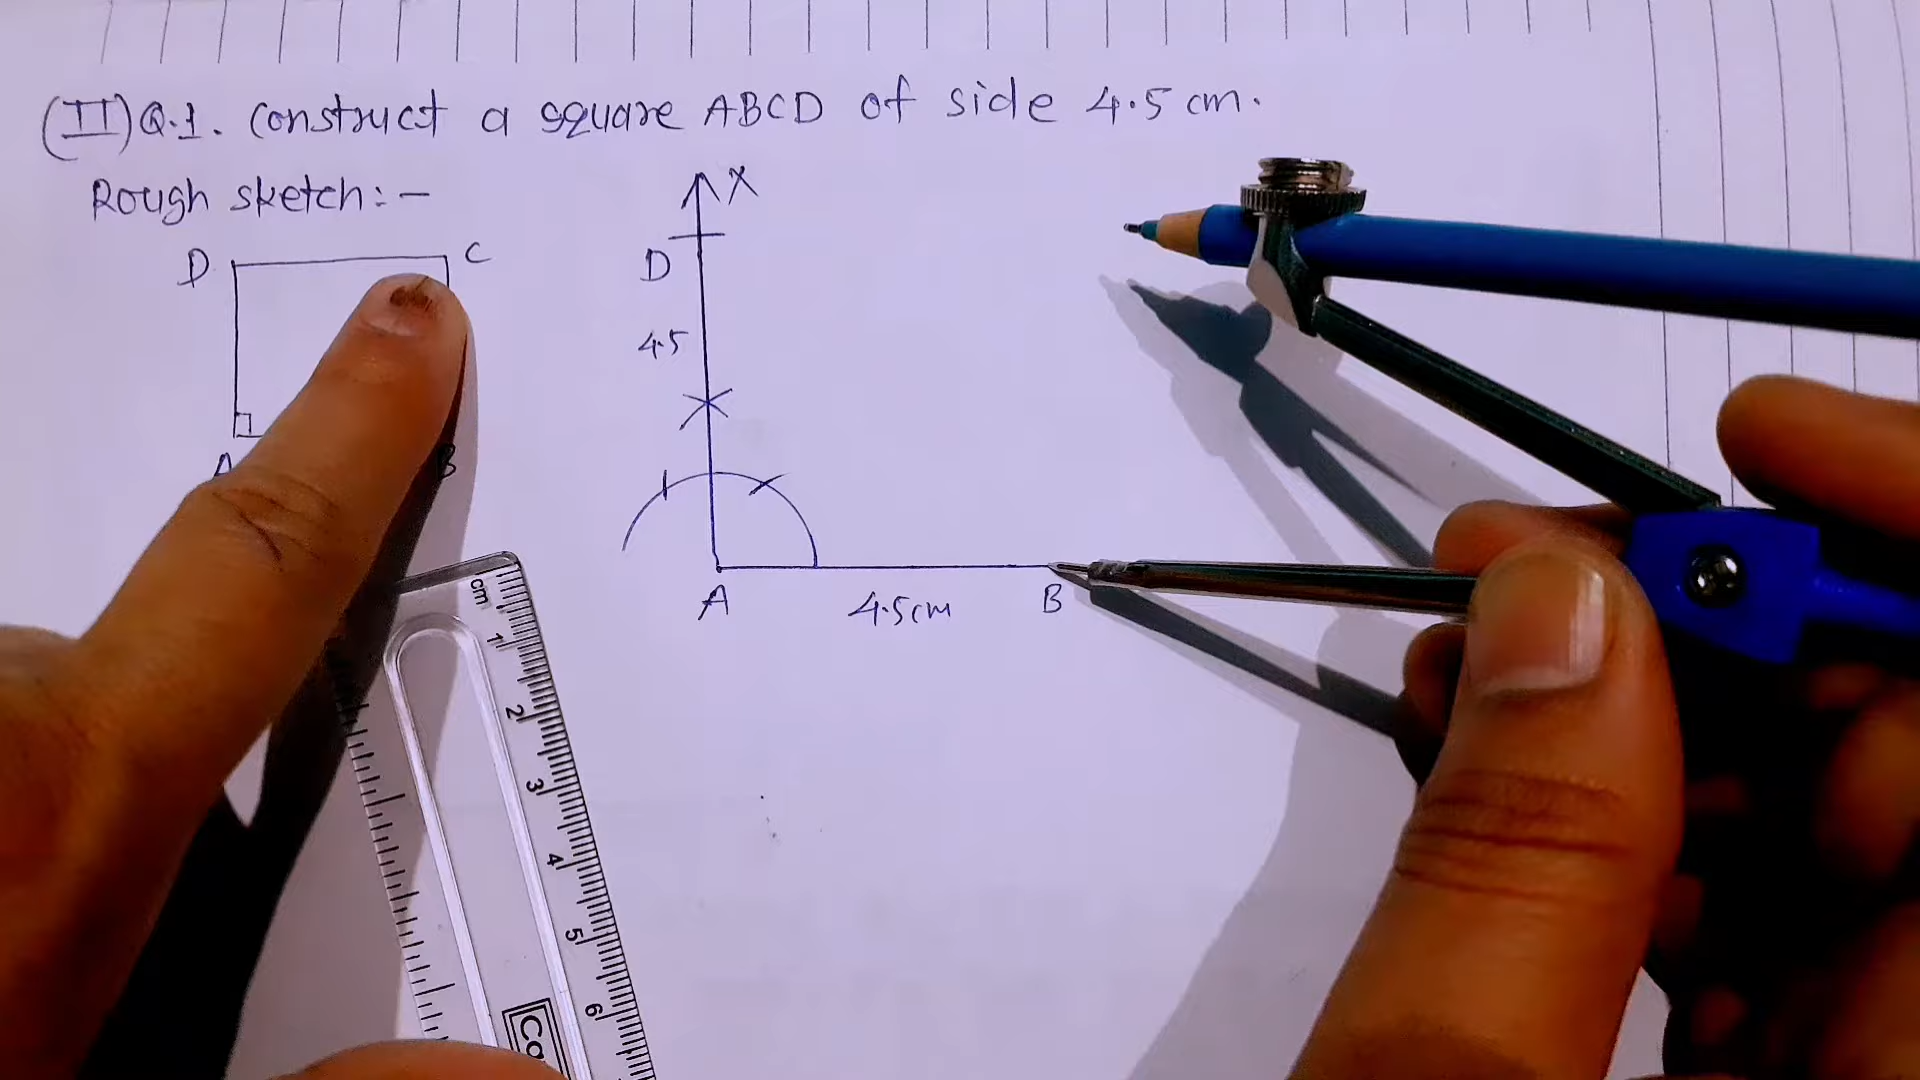 (II) Q.1. Construct a square ABCD of side 4.5 cm.
Rough sketch:-
X
D
C
D
4.5
A
B
A
4.5cm
B
cm
1
2
3
4
5
6